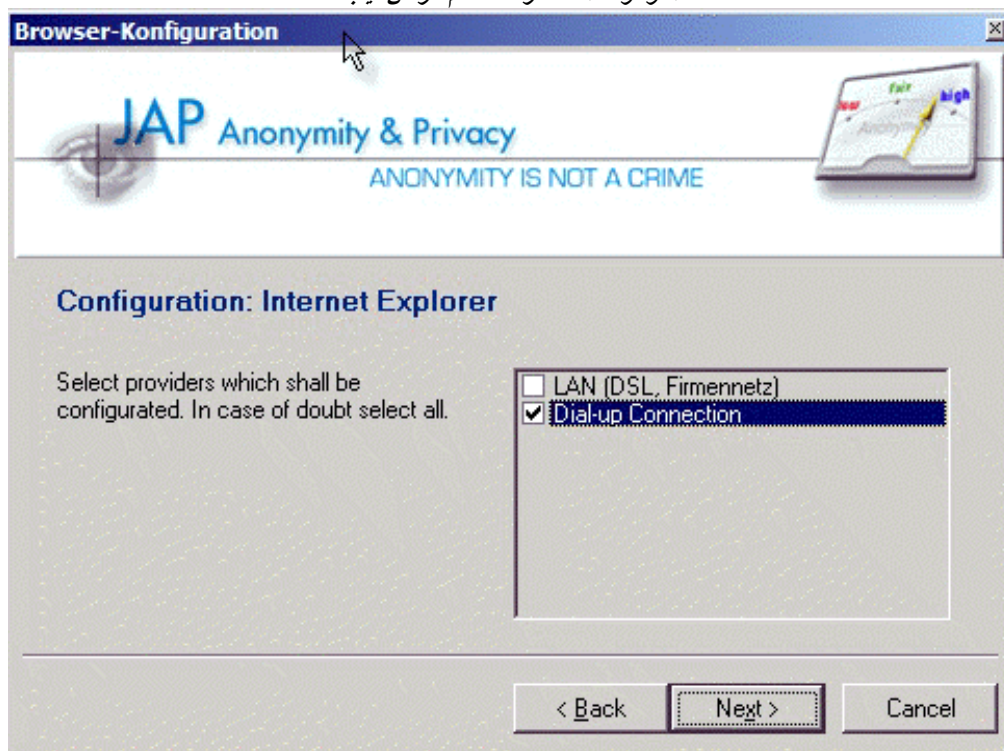 Browser-Konfiguration
JAP Anonymity & Privacy
ANONYMITY IS NOT A CRIME
low fair high
Configuration: Internet Explorer
Select providers which shall be
configurated. In case of doubt select all.
LAN (DSL, Firmennetz)
Dial-up Connection
< Back Next > Cancel